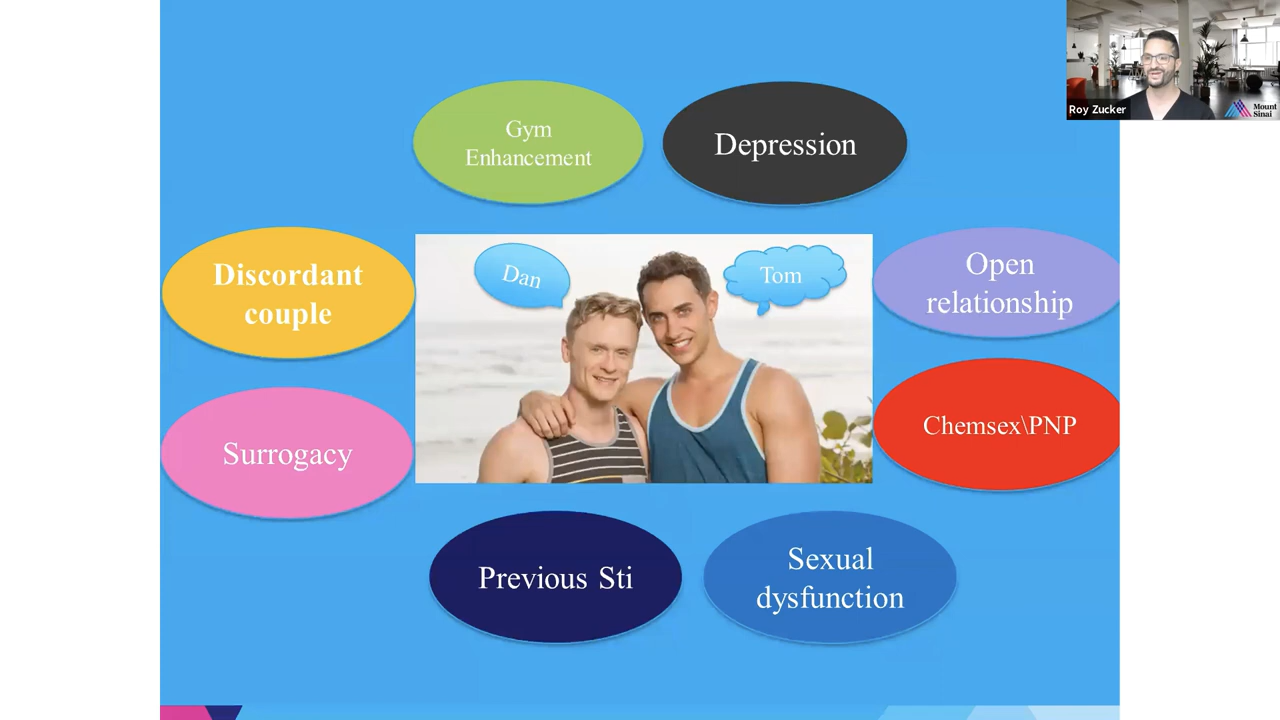 Gym
Enhancement
Depression
Roy Zucker
Mount
Sinai
Discordant
couple
Dan
Tom
Open
relationship
Surrogacy
Chemsex\PNP
Previous Sti
Sexual
dysfunction